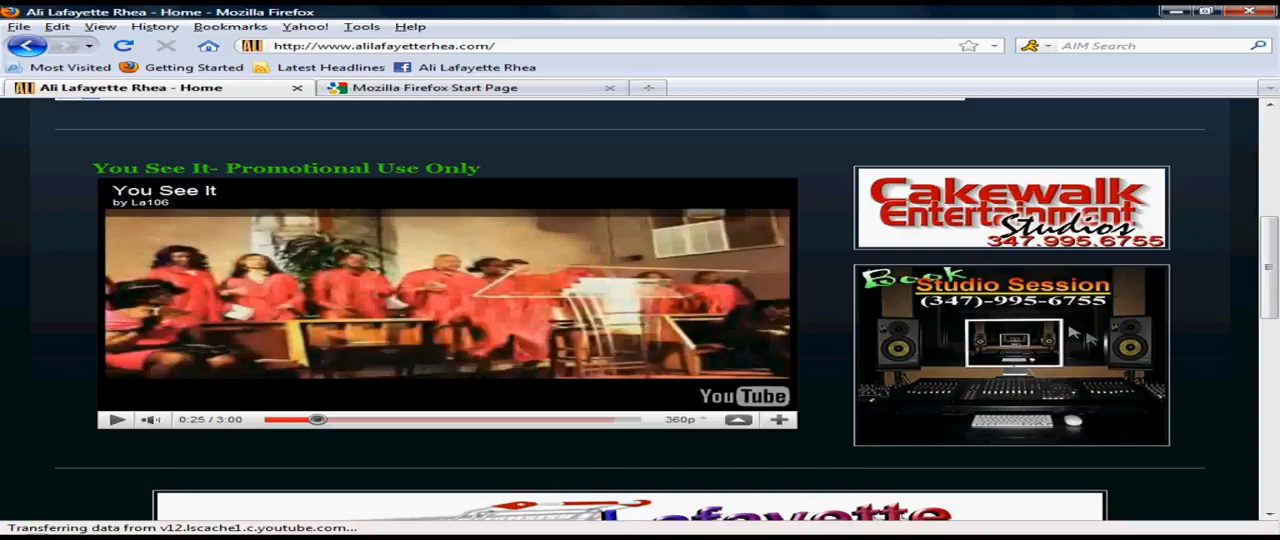 Ali Lafayette Rhea - Home - Mozilla Firefox
File Edit View History Bookmarks Yahoo! Tools Help
http://www.alilafayetterhea.com/
AIM Search
Most Visited Getting Started Latest Headlines Ali Lafayette Rhea
Ali Lafayette Rhea - Home
Mozilla Firefox Start Page
You See It- Promotional Use Only
You See It
by La106
YouTube
0:25 / 3:00
360p
Cakewalk
Entertainment
Studios
347.995.6755
Book
Studio Session
(347)-995-6755
Lafayette
Transferring data from v12.lscache1.c.youtube.com...